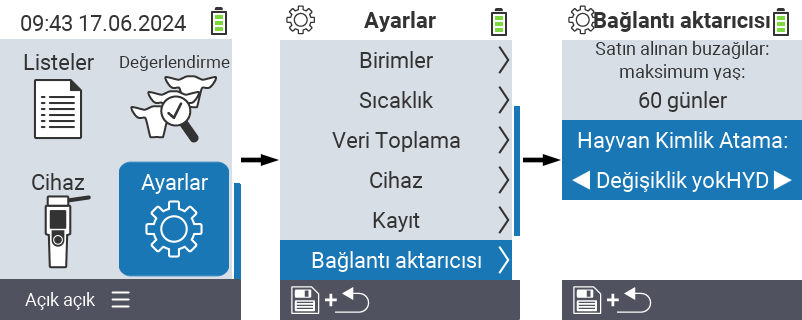 09:43 17.06.2024
Listeler
Değerlendirme
Cihaz
Ayarlar
Açık açık
Ayarlar
Birimler
Sıcaklık
Veri Toplama
Cihaz
Kayıt
Bağlantı aktarıcısı
+
Bağlantı aktarıcısı
Satın alınan buzağılar:
maksimum yaş:
60 günler
Hayvan Kimlik Atama:
Değişiklik yokHYD
+